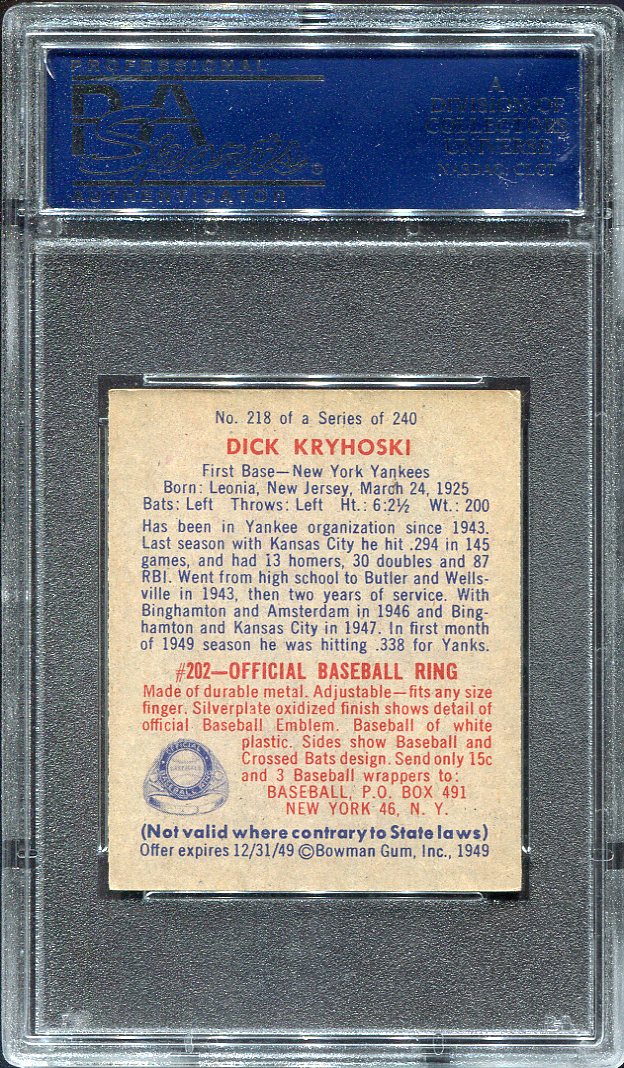 PROFESSIONAL
PSA
Sports
AUTHENTICATOR
A
DIVISION OF
COLLECTORS
UNIVERSE
NASDAQ: CLCT
No. 218 of a Series of 240
DICK KRYHOSKI
First Base—New York Yankees
Born: Leonia, New Jersey, March 24, 1925
Bats: Left Throws: Left Ht.: 6:2½ Wt.: 200
Has been in Yankee organization since 1943.
Last season with Kansas City he hit .294 in 145
games, and had 13 homers, 30 doubles and 87
RBI. Went from high school to Butler and Wells-
ville in 1943, then two years of service. With
Binghamton and Amsterdam in 1946 and Bing-
hamton and Kansas City in 1947. In first month
of 1949 season he was hitting .338 for Yanks.
#202—OFFICIAL BASEBALL RING
Made of durable metal. Adjustable—fits any size
finger. Silverplate oxidized finish shows detail of
official Baseball Emblem. Baseball of white
plastic. Sides show Baseball and
Crossed Bats design. Send only 15c
and 3 Baseball wrappers to:
BASEBALL, P.O. BOX 491
NEW YORK 46, N. Y.
OFFICIAL
BASEBALL RING
(Not valid where contrary to State laws)
Offer expires 12/31/49 ©Bowman Gum, Inc., 1949